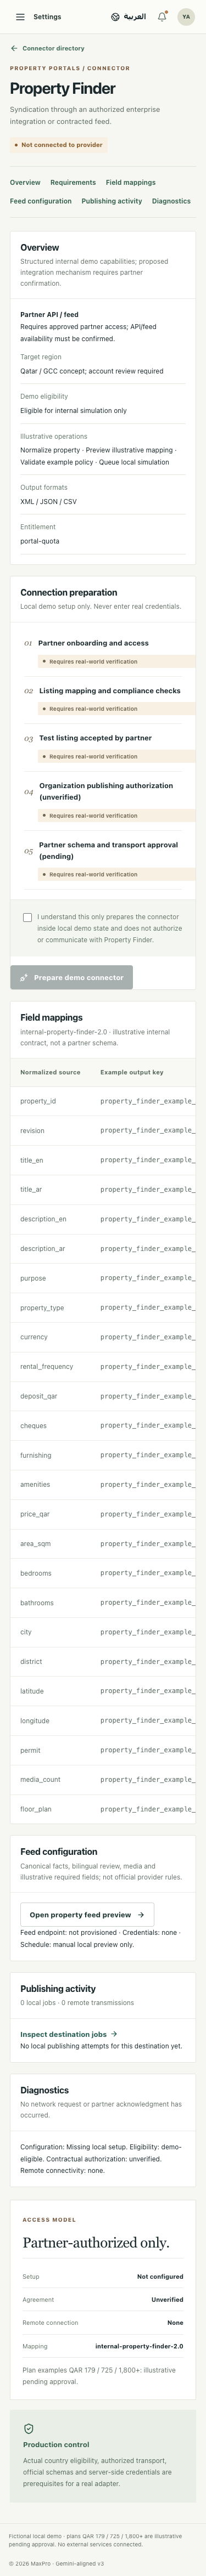 Settings
العربية
YA
Connector directory
PROPERTY PORTALS / CONNECTOR
Property Finder
Syndication through an authorized enterprise
integration or contracted feed.
Not connected to provider
Overview Requirements Field mappings
Feed configuration Publishing activity Diagnostics
Overview
Structured internal demo capabilities; proposed
integration mechanism requires partner
confirmation.
Partner API / feed
Requires approved partner access; API/feed
availability must be confirmed.
Target region
Qatar / GCC concept; account review required
Demo eligibility
Eligible for internal simulation only
Illustrative operations
Normalize property · Preview illustrative mapping ·
Validate example policy · Queue local simulation
Output formats
XML / JSON / CSV
Entitlement
portal-quota
Connection preparation
Local demo setup only. Never enter real credentials.
01 Partner onboarding and access
Requires real-world verification
02 Listing mapping and compliance checks
Requires real-world verification
03 Test listing accepted by partner
Requires real-world verification
04 Organization publishing authorization
(unverified)
Requires real-world verification
05 Partner schema and transport approval
(pending)
Requires real-world verification
I understand this only prepares the connector
inside local demo state and does not authorize
or communicate with Property Finder.
Prepare demo connector
Field mappings
internal-property-finder-2.0 · illustrative internal
contract, not a partner schema.
Normalized source Example output key
property_id property_finder_example_
revision property_finder_example_
title_en property_finder_example_
title_ar property_finder_example_
description_en property_finder_example_
description_ar property_finder_example_
purpose property_finder_example_
property_type property_finder_example_
currency property_finder_example_
rental_frequency property_finder_example_
deposit_qar property_finder_example_
cheques property_finder_example_
furnishing property_finder_example_
amenities property_finder_example_
price_qar property_finder_example_
area_sqm property_finder_example_
bedrooms property_finder_example_
bathrooms property_finder_example_
city property_finder_example_
district property_finder_example_
latitude property_finder_example_
longitude property_finder_example_
permit property_finder_example_
media_count property_finder_example_
floor_plan property_finder_example_
Feed configuration
Canonical facts, bilingual review, media and
illustrative required fields; not official provider rules.
Open property feed preview
Feed endpoint: not provisioned · Credentials: none ·
Schedule: manual local preview only.
Publishing activity
0 local jobs · 0 remote transmissions
Inspect destination jobs
No local publishing attempts for this destination yet.
Diagnostics
No network request or partner acknowledgment has
occurred.
Configuration: Missing local setup. Eligibility: demo-
eligible. Contractual authorization: unverified.
Remote connectivity: none.
ACCESS MODEL
Partner-authorized only.
Setup Not configured
Agreement Unverified
Remote connection None
Mapping internal-property-finder-2.0
Plan examples QAR 179 / 725 / 1,800+: illustrative
pending approval.
Production control
Actual country eligibility, authorized transport,
official schemas and server-side credentials are
prerequisites for a real adapter.
Fictional local demo · plans QAR 179 / 725 / 1,800+ are illustrative
pending approval. No external services connected.
© 2026 MaxPro · Gemini-aligned v3